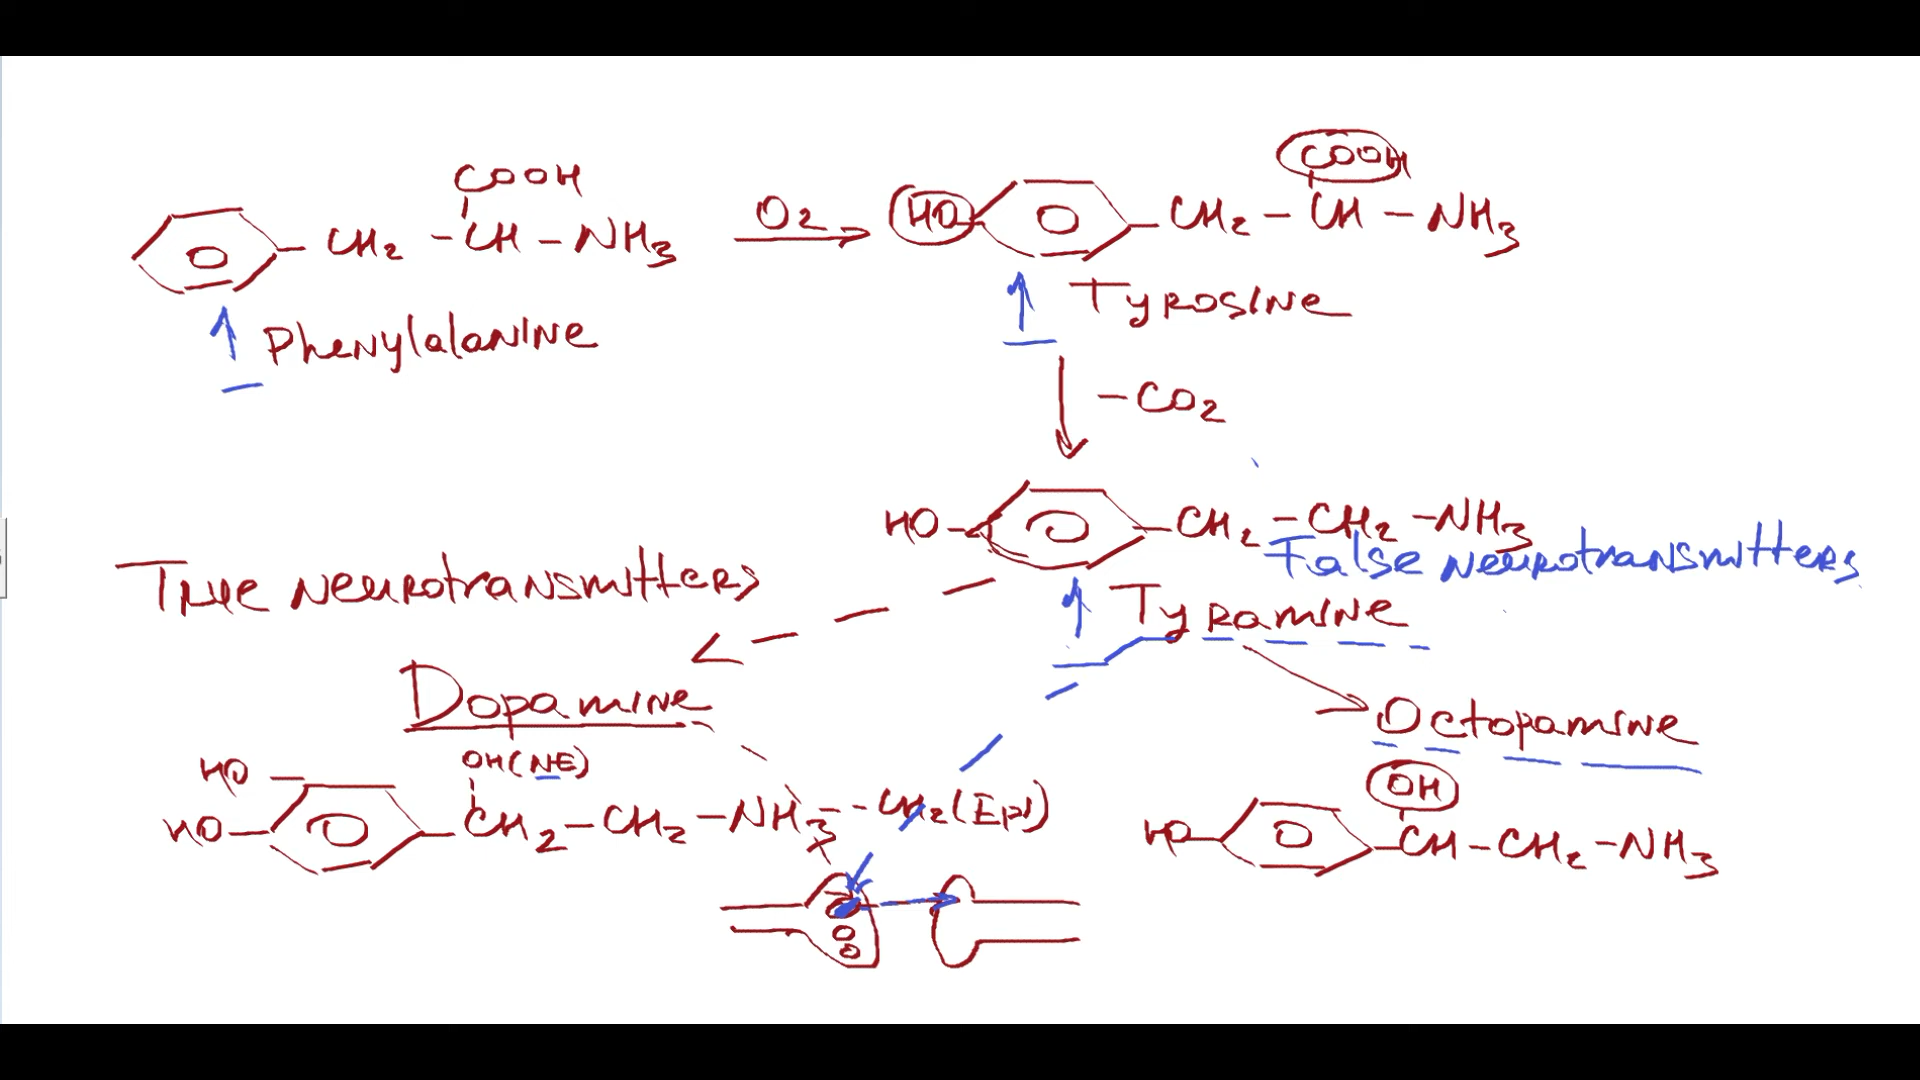 COOH
CH2 - CH - NH3
O2
Phenylalanine
COOH
HO - CH2 - CH - NH3
Tyrosine
- CO2
HO - CH2 - CH2 - NH3
False neurotransmitters
Tyramine
True neurotransmitters
Dopamine
OH (NE)
HO
HO - CH2 - CH2 - NH3 - CH2 (Epi)
Octopamine
OH
HO - CH - CH2 - NH3